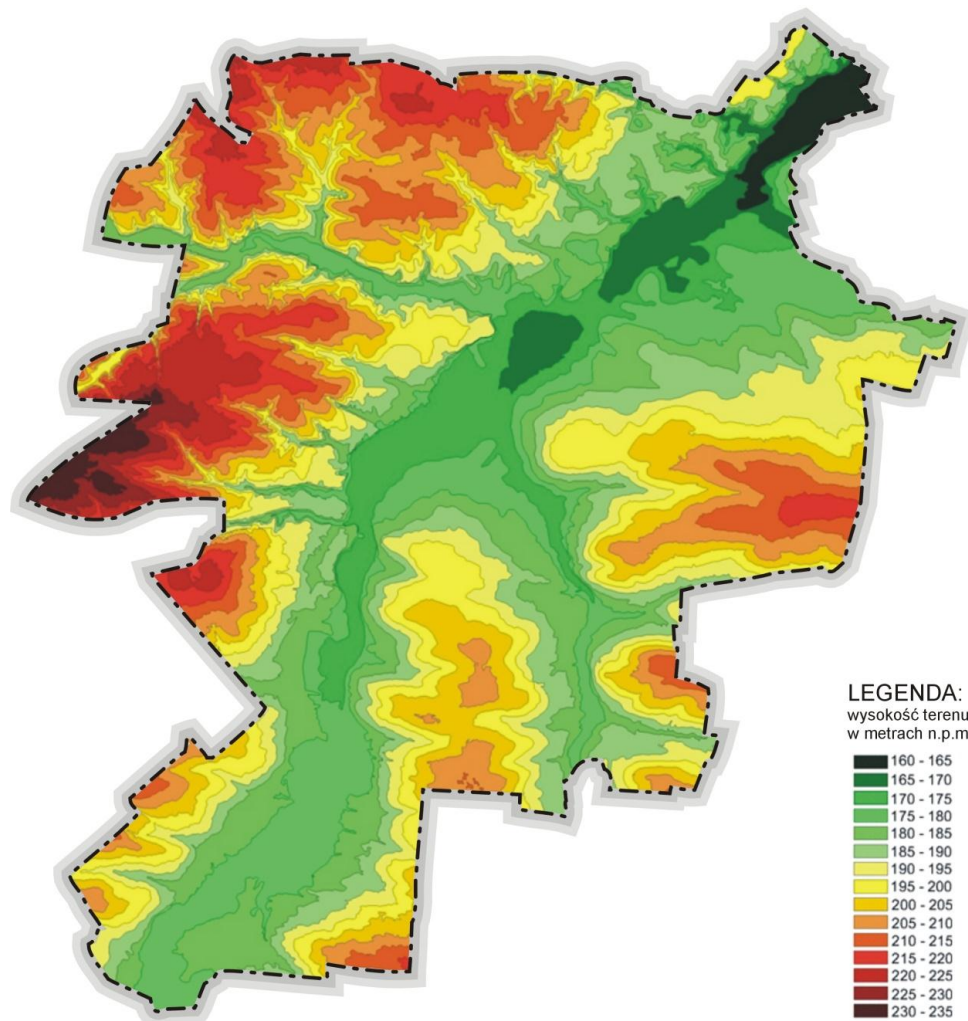 LEGENDA:
wysokość terenu
w metrach n.p.m
160 - 165
165 - 170
170 - 175
175 - 180
180 - 185
185 - 190
190 - 195
195 - 200
200 - 205
205 - 210
210 - 215
215 - 220
220 - 225
225 - 230
230 - 235